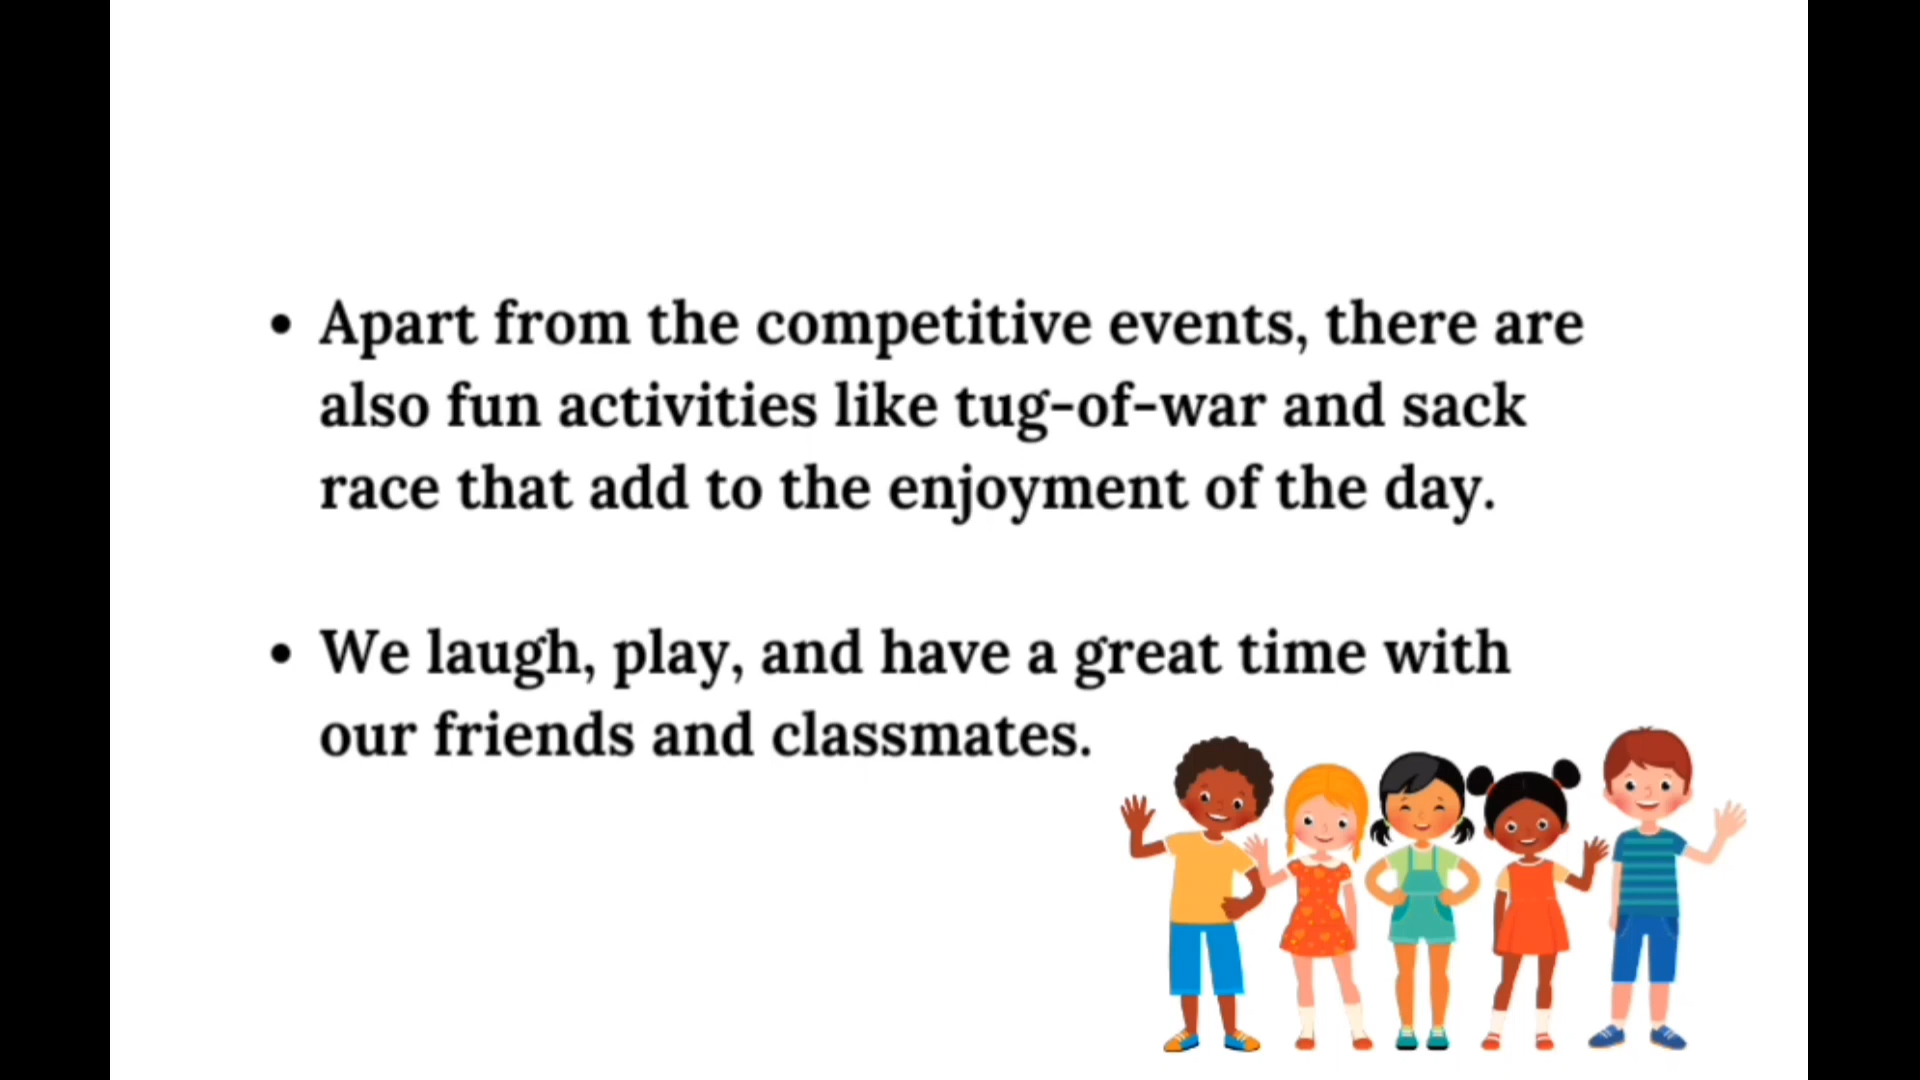 • Apart from the competitive events, there are
also fun activities like tug-of-war and sack
race that add to the enjoyment of the day.
• We laugh, play, and have a great time with
our friends and classmates.